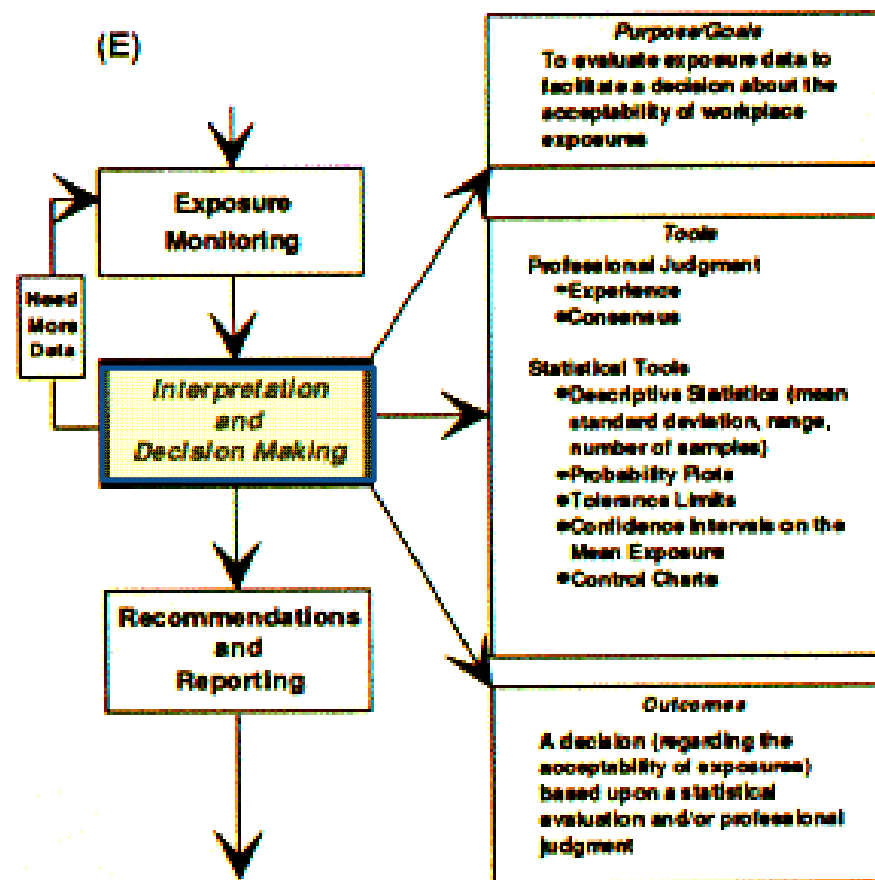 (E)
Exposure
Monitoring
Need
More
Data
Interpretation
and
Decision Making
Recommendations
and
Reporting
Purpose/Goals
To evaluate exposure data to
facilitate a decision about the
acceptability of workplace
exposures
Tools
Professional Judgment
•Experience
•Consensus
Statistical Tools
•Descriptive Statistics (mean
standard deviation, range,
number of samples)
•Probability Plots
•Tolerance Limits
•Confidence Intervals on the
Mean Exposure
•Control Charts
Outcomes
A decision (regarding the
acceptability of exposures)
based upon a statistical
evaluation and/or professional
judgment